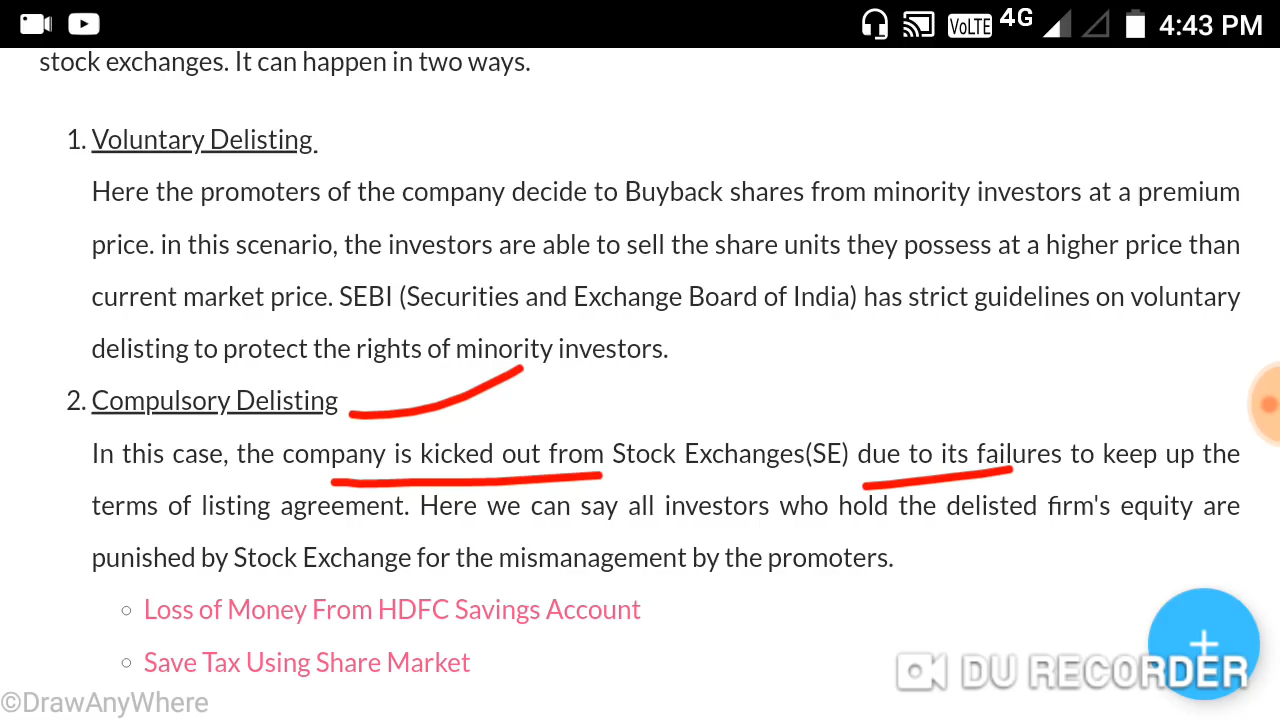 VoLTE 4G 4:43 PM
stock exchanges. It can happen in two ways.
1. Voluntary Delisting
Here the promoters of the company decide to Buyback shares from minority investors at a premium
price. in this scenario, the investors are able to sell the share units they possess at a higher price than
current market price. SEBI (Securities and Exchange Board of India) has strict guidelines on voluntary
delisting to protect the rights of minority investors.
2. Compulsory Delisting
In this case, the company is kicked out from Stock Exchanges(SE) due to its failures to keep up the
terms of listing agreement. Here we can say all investors who hold the delisted firm's equity are
punished by Stock Exchange for the mismanagement by the promoters.
Loss of Money From HDFC Savings Account
Save Tax Using Share Market
DU RECORDER
©DrawAnyWhere